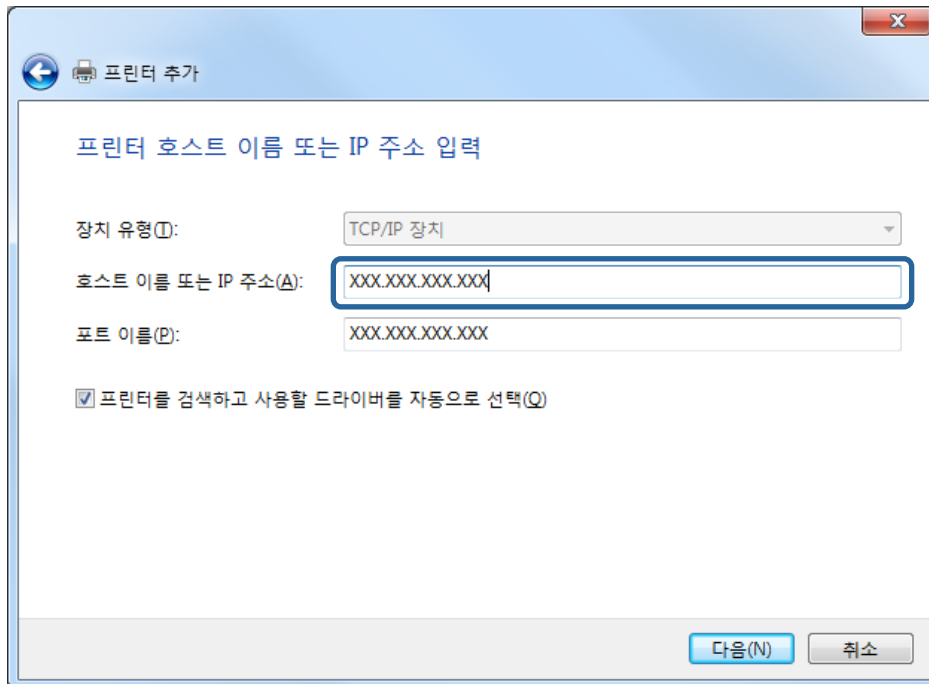 프린터 추가
프린터 호스트 이름 또는 IP 주소 입력
장치 유형(T): TCP/IP 장치
호스트 이름 또는 IP 주소(A): XXX.XXX.XXX.XXX
포트 이름(P): XXX.XXX.XXX.XXX
프린터를 검색하고 사용할 드라이버를 자동으로 선택(Q)
다음(N) 취소